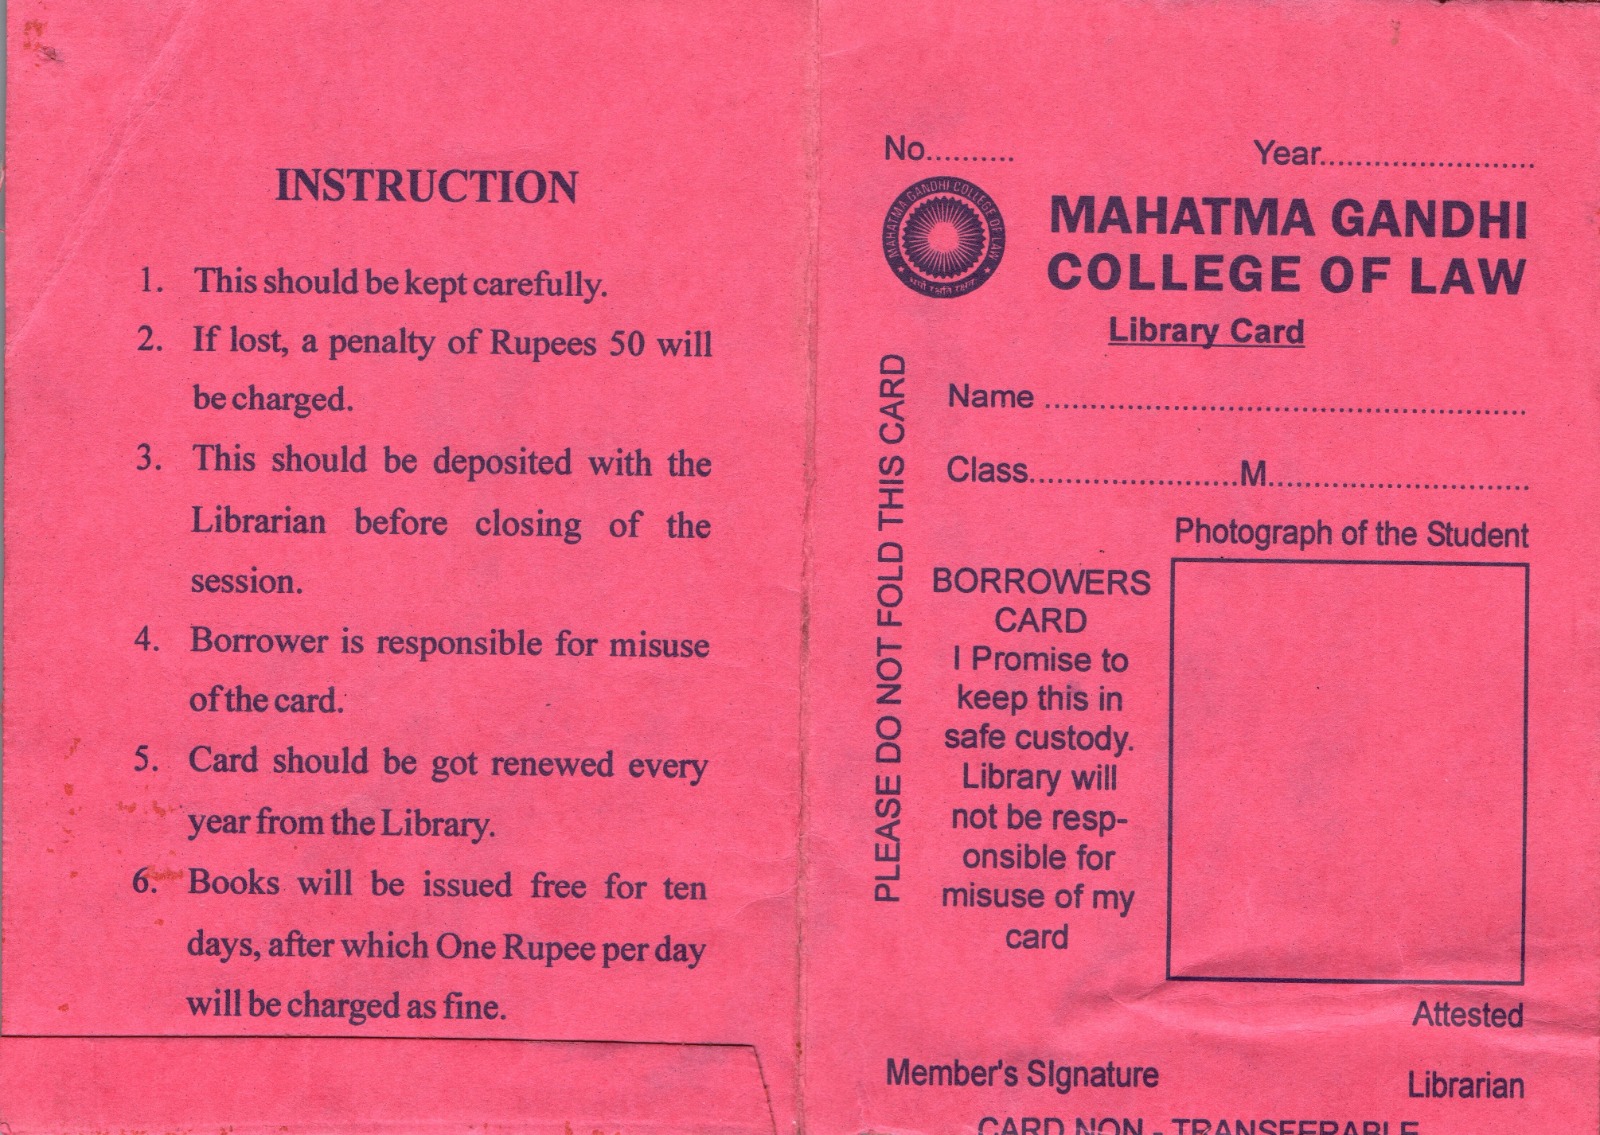 INSTRUCTION
1. This should be kept carefully.
2. If lost, a penalty of Rupees 50 will
be charged.
3. This should be deposited with the
Librarian before closing of the
session.
4. Borrower is responsible for misuse
of the card.
5. Card should be got renewed every
year from the Library.
6. Books will be issued free for ten
days, after which One Rupee per day
will be charged as fine.
No.......... Year........................
MAHATMA GANDHI COLLEGE OF LAW
MAHATMA GANDHI
COLLEGE OF LAW
Library Card
PLEASE DO NOT FOLD THIS CARD
Name ......................................................
Class........................M..............................
Photograph of the Student
BORROWERS
CARD
I Promise to
keep this in
safe custody.
Library will
not be resp-
onsible for
misuse of my
card
Attested
Member's SIgnature
Librarian
CARD NON - TRANSFERABLE